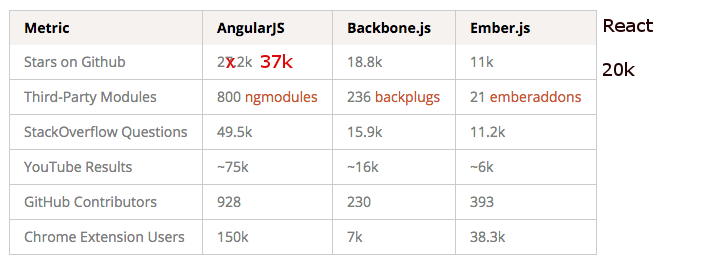 Metric AngularJS Backbone.js Ember.js React
Stars on Github 37k 18.8k 11k 20k
Third-Party Modules 800 ngmodules 236 backplugs 21 emberaddons
StackOverflow Questions 49.5k 15.9k 11.2k
YouTube Results ~75k ~16k ~6k
GitHub Contributors 928 230 393
Chrome Extension Users 150k 7k 38.3k